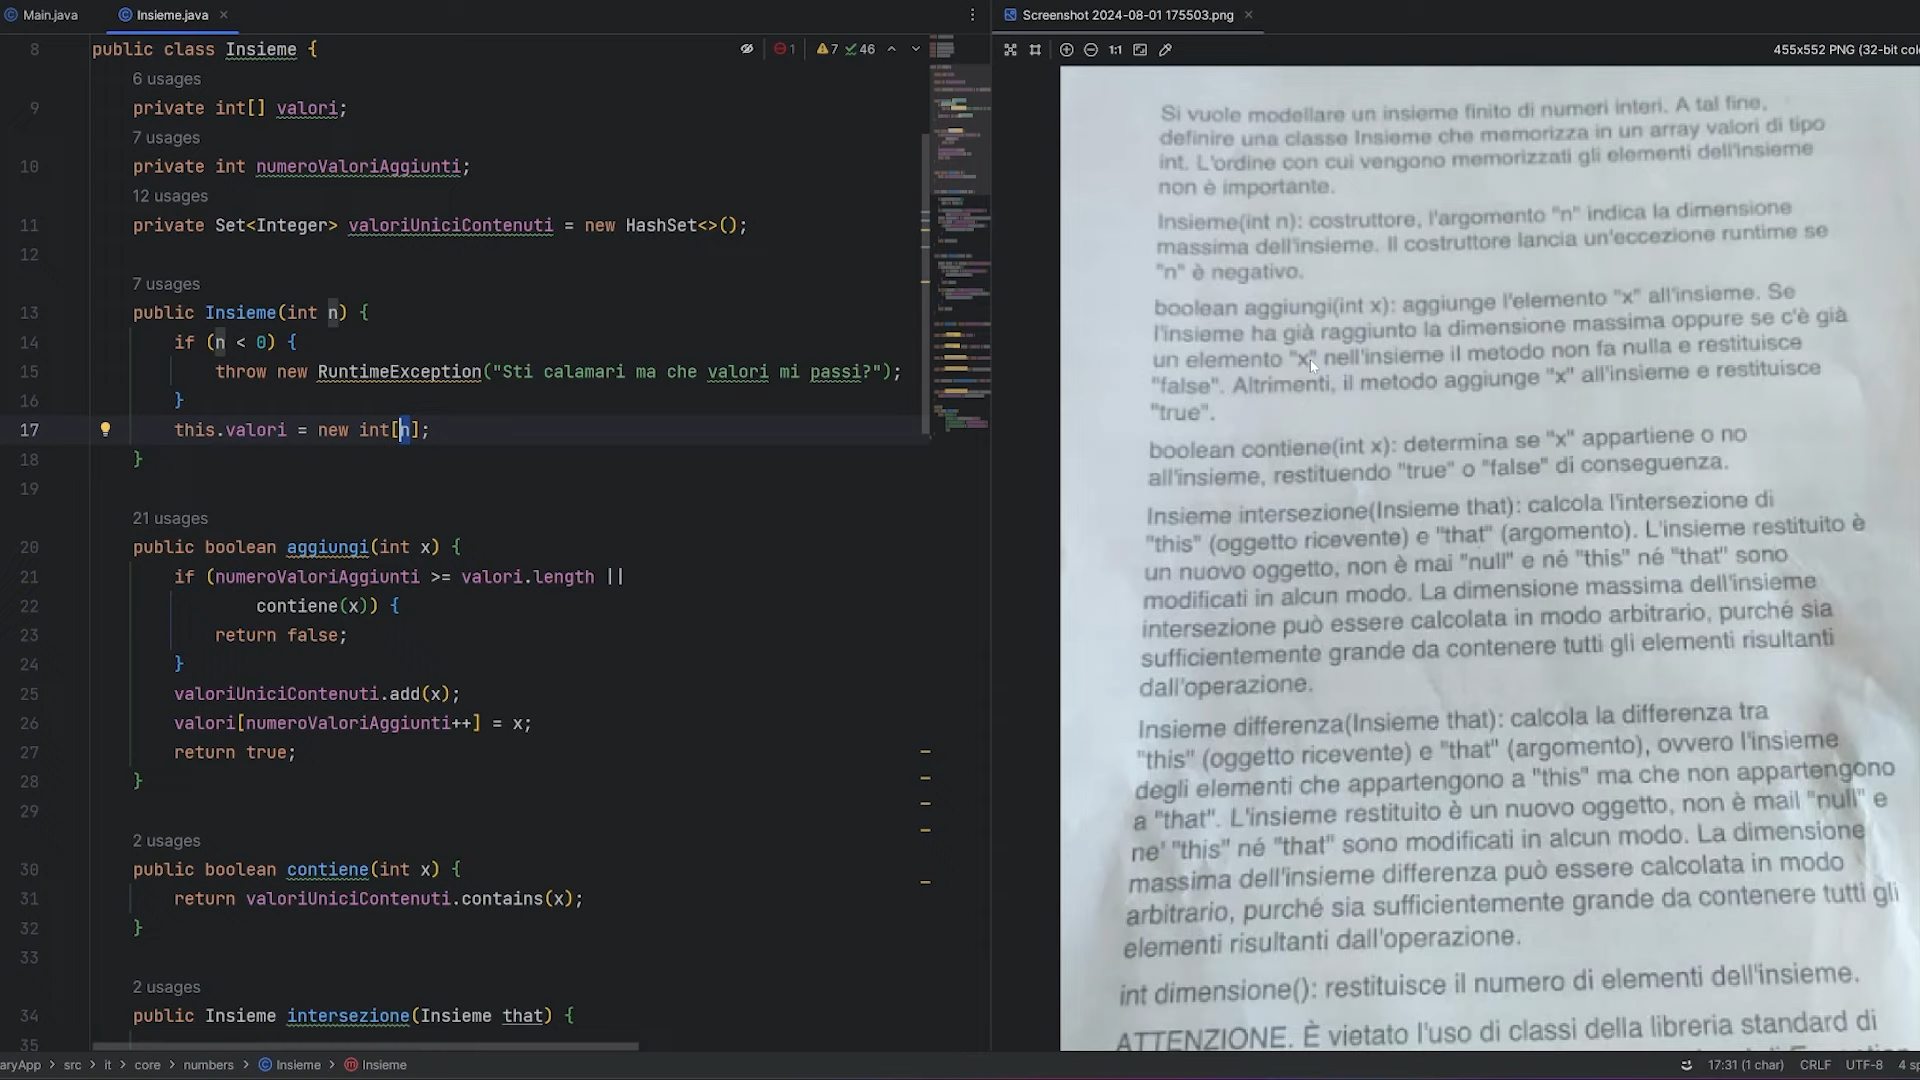 Main.java
Insieme.java
Screenshot 2024-08-01 175503.png
1
7
46
1:1
455x552 PNG (32-bit col
8 public class Insieme {
6 usages
9 private int[] valori;
7 usages
10 private int numeroValoriAggiunti;
12 usages
11 private Set<Integer> valoriUniciContenuti = new HashSet<>();
12
7 usages
13 public Insieme(int n) {
14 if (n < 0) {
15 throw new RuntimeException("Sti calamari ma che valori mi passi?");
16 }
17 this.valori = new int[n];
18 }
19
21 usages
20 public boolean aggiungi(int x) {
21 if (numeroValoriAggiunti >= valori.length ||
22 contiene(x)) {
23 return false;
24 }
25 valoriUniciContenuti.add(x);
26 valori[numeroValoriAggiunti++] = x;
27 return true;
28 }
29
2 usages
30 public boolean contiene(int x) {
31 return valoriUniciContenuti.contains(x);
32 }
33
2 usages
34 public Insieme intersezione(Insieme that) {
35
Si vuole modellare un insieme finito di numeri interi. A tal fine,
definire una classe Insieme che memorizza in un array valori di tipo
int. L'ordine con cui vengono memorizzati gli elementi dell'insieme
non è importante.
Insieme(int n): costruttore, l'argomento "n" indica la dimensione
massima dell'insieme. Il costruttore lancia un'eccezione runtime se
"n" è negativo.
boolean aggiungi(int x): aggiunge l'elemento "x" all'insieme. Se
l'insieme ha già raggiunto la dimensione massima oppure se c'è già
un elemento "x" nell'insieme il metodo non fa nulla e restituisce
"false". Altrimenti, il metodo aggiunge "x" all'insieme e restituisce
"true".
boolean contiene(int x): determina se "x" appartiene o no
all'insieme, restituendo "true" o "false" di conseguenza.
Insieme intersezione(Insieme that): calcola l'intersezione di
"this" (oggetto ricevente) e "that" (argomento). L'insieme restituito è
un nuovo oggetto, non è mai "null" e né "this" né "that" sono
modificati in alcun modo. La dimensione massima dell'insieme
intersezione può essere calcolata in modo arbitrario, purché sia
sufficientemente grande da contenere tutti gli elementi risultanti
dall'operazione.
Insieme differenza(Insieme that): calcola la differenza tra
"this" (oggetto ricevente) e "that" (argomento), ovvero l'insieme
degli elementi che appartengono a "this" ma che non appartengono
a "that". L'insieme restituito è un nuovo oggetto, non è mail "null" e
ne' "this" né "that" sono modificati in alcun modo. La dimensione
massima dell'insieme differenza può essere calcolata in modo
arbitrario, purché sia sufficientemente grande da contenere tutti gli
elementi risultanti dall'operazione.
int dimensione(): restituisce il numero di elementi dell'insieme.
ATTENZIONE. È vietato l'uso di classi della libreria standard di
aryApp > src > it > core > numbers > Insieme > Insieme
17:31 (1 char) CRLF UTF-8 4 sp